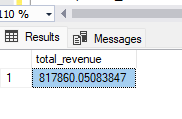 110 %
Results Messages
total_revenue
1 817860.05083847